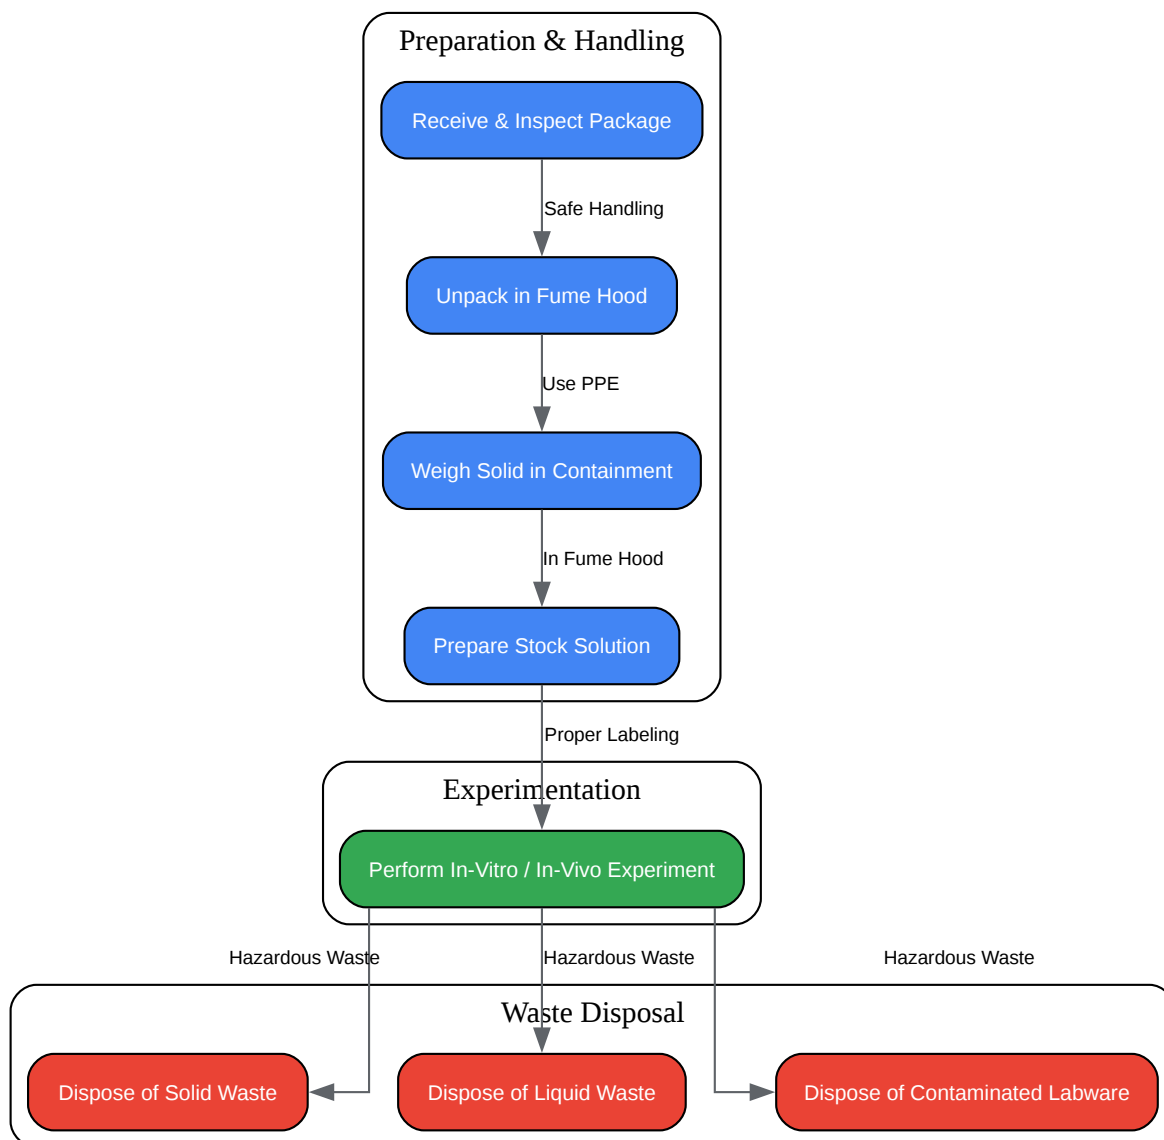 Preparation & Handling
Receive & Inspect Package
Safe Handling
Unpack in Fume Hood
Use PPE
Weigh Solid in Containment
In Fume Hood
Prepare Stock Solution
Proper Labeling
Experimentation
Perform In-Vitro / In-Vivo Experiment
Hazardous Waste
Hazardous Waste
Hazardous Waste
Waste Disposal
Dispose of Solid Waste
Dispose of Liquid Waste
Dispose of Contaminated Labware